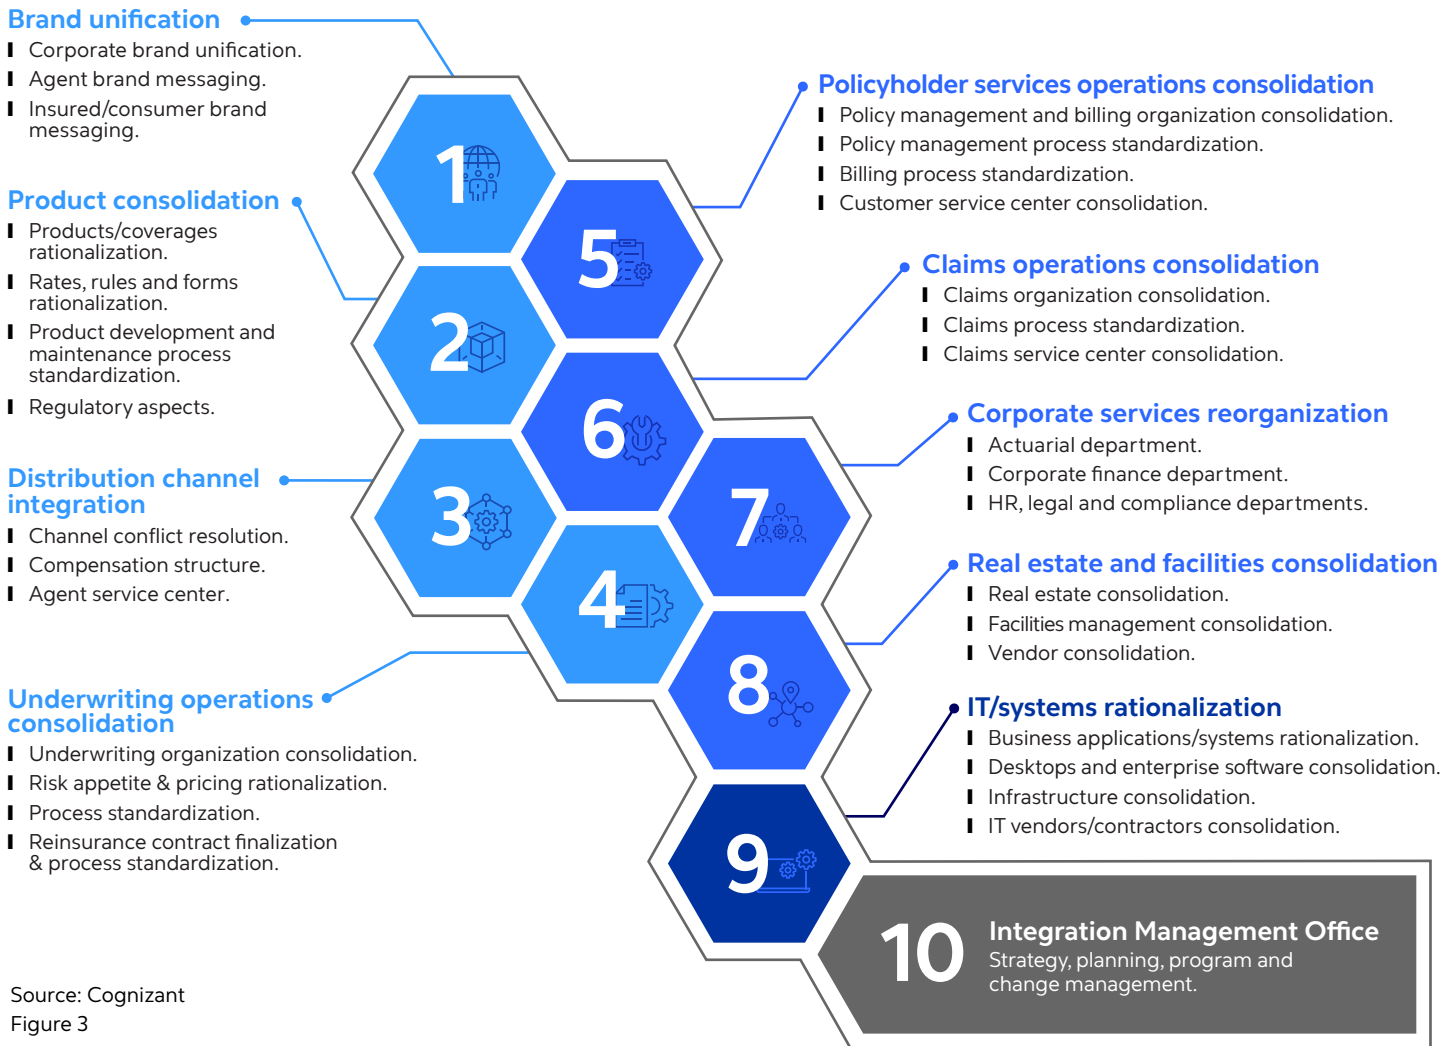 Brand unification
Corporate brand unification.
Agent brand messaging.
Insured/consumer brand
messaging.
1
Product consolidation
Products/coverages
rationalization.
Rates, rules and forms
rationalization.
Product development and
maintenance process
standardization.
Regulatory aspects.
2
Distribution channel
integration
Channel conflict resolution.
Compensation structure.
Agent service center.
3
Underwriting operations
consolidation
Underwriting organization consolidation.
Risk appetite & pricing rationalization.
Process standardization.
Reinsurance contract finalization
& process standardization.
4
Policyholder services operations consolidation
Policy management and billing organization consolidation.
Policy management process standardization.
Billing process standardization.
Customer service center consolidation.
5
Claims operations consolidation
Claims organization consolidation.
Claims process standardization.
Claims service center consolidation.
6
Corporate services reorganization
Actuarial department.
Corporate finance department.
HR, legal and compliance departments.
7
Real estate and facilities consolidation
Real estate consolidation.
Facilities management consolidation.
Vendor consolidation.
8
IT/systems rationalization
Business applications/systems rationalization.
Desktops and enterprise software consolidation.
Infrastructure consolidation.
IT vendors/contractors consolidation.
9
10
Integration Management Office
Strategy, planning, program and
change management.
Source: Cognizant
Figure 3